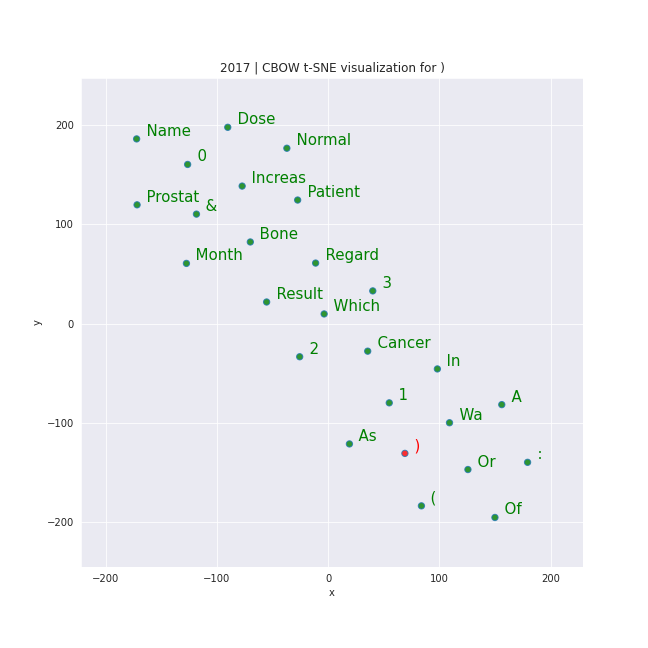 2017 | CBOW t-SNE visualization for )
200
100
0
−100
−200
y
Name
Dose
0
Normal
Increas
Patient
Prostat
&
Bone
Month
Regard
Result
3
Which
2
Cancer
In
1
A
Wa
As
)
Or
:
(
Of
−200
−100
0
100
200
x